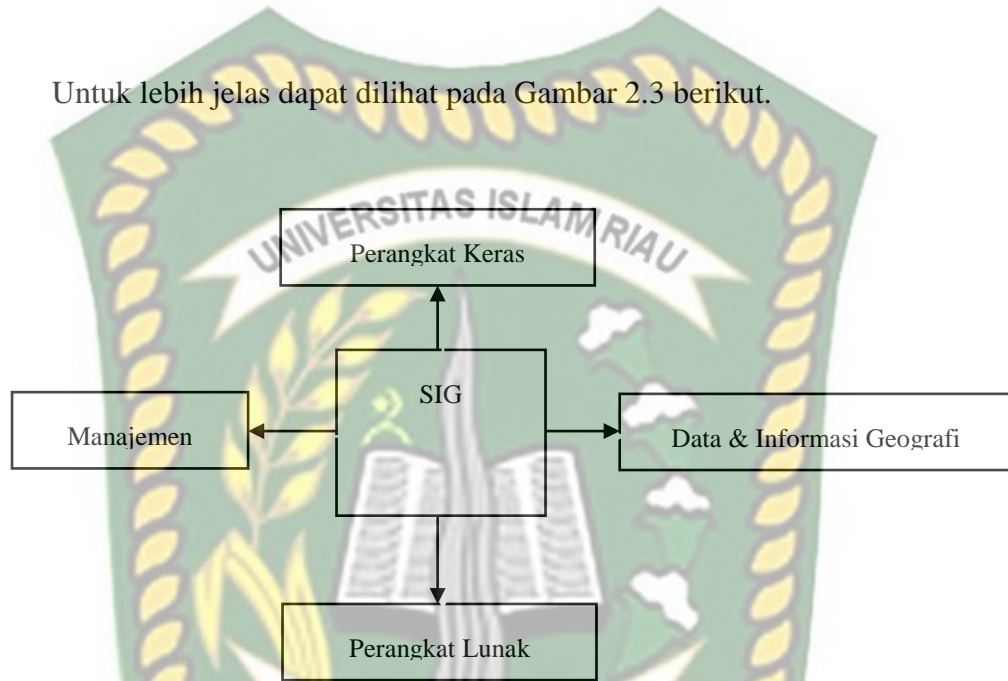 Untuk lebih jelas dapat dilihat pada Gambar 2.3 berikut.
UNIVERSITAS ISLAM RIAU
Perangkat Keras
SIG
Manajemen
Data & Informasi Geografi
Perangkat Lunak